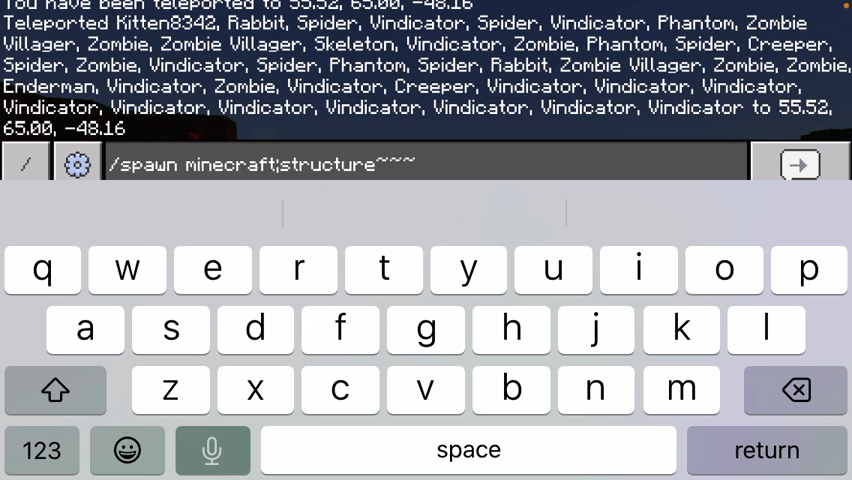 You have been teleported to 55.52, 65.00, -48.16
Teleported Kitten8342, Rabbit, Spider, Vindicator, Spider, Vindicator, Phantom, Zombie
Villager, Zombie, Zombie Villager, Skeleton, Vindicator, Zombie, Phantom, Spider, Creeper,
Spider, Zombie, Vindicator, Spider, Phantom, Spider, Rabbit, Zombie Villager, Zombie, Zombie,
Enderman, Vindicator, Zombie, Vindicator, Creeper, Vindicator, Vindicator, Vindicator,
Vindicator, Vindicator, Vindicator, Vindicator, Vindicator, Vindicator, Vindicator to 55.52,
65.00, -48.16
/ /spawn minecraft;structure~~~
q w e r t y u i o p
a s d f g h j k l
z x c v b n m
123 space return